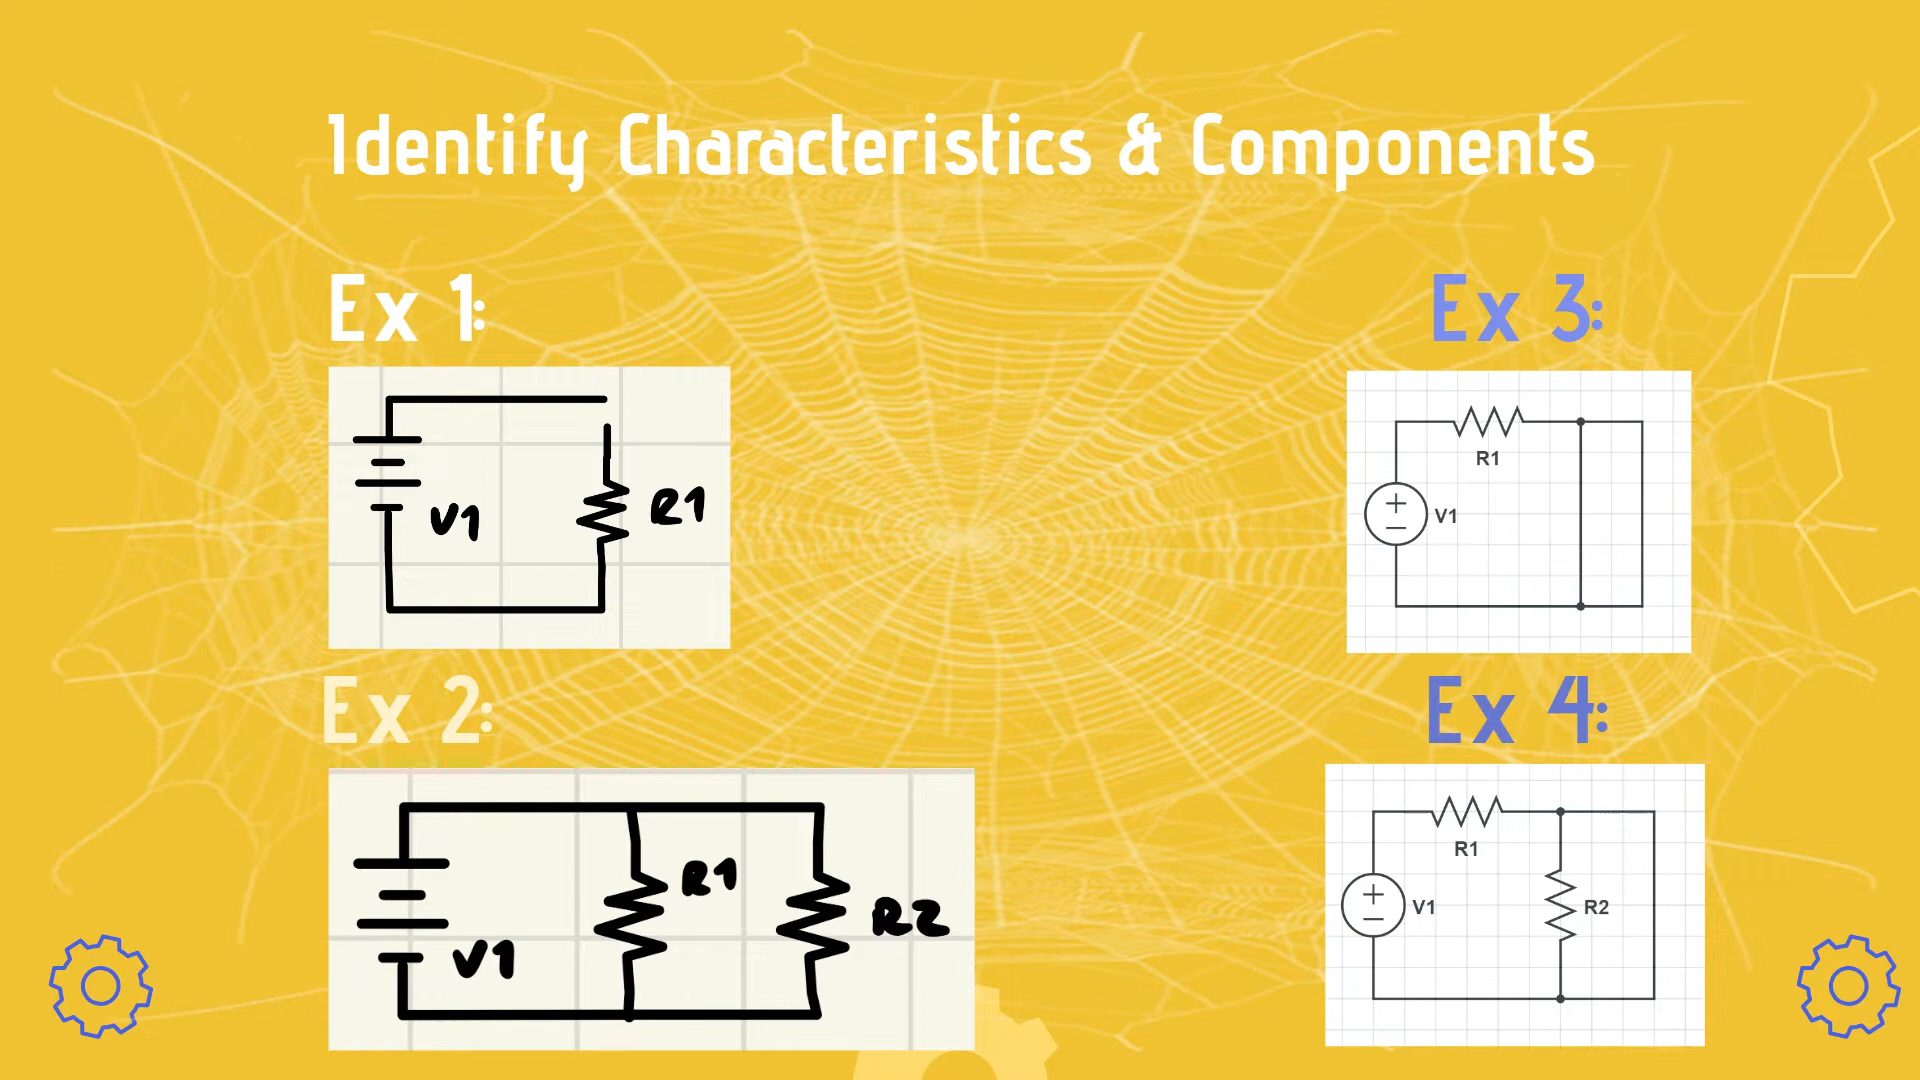 Identify Characteristics & Components
Ex 1:
V1
R1
Ex 2:
V1
R1
R2
Ex 3:
R1
V1
Ex 4:
R1
V1
R2